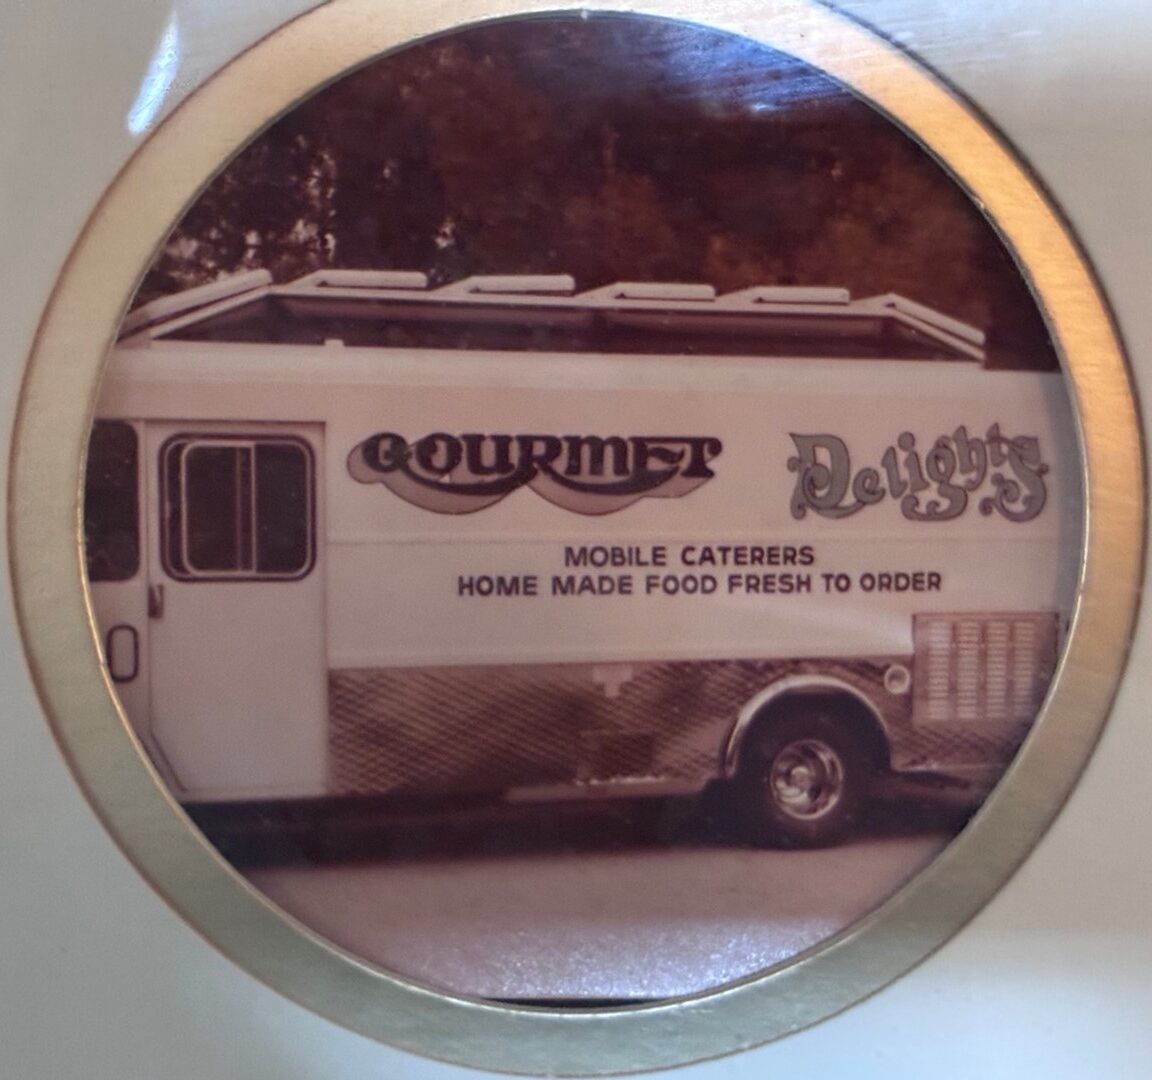 GOURMET Delights
MOBILE CATERERS
HOME MADE FOOD FRESH TO ORDER